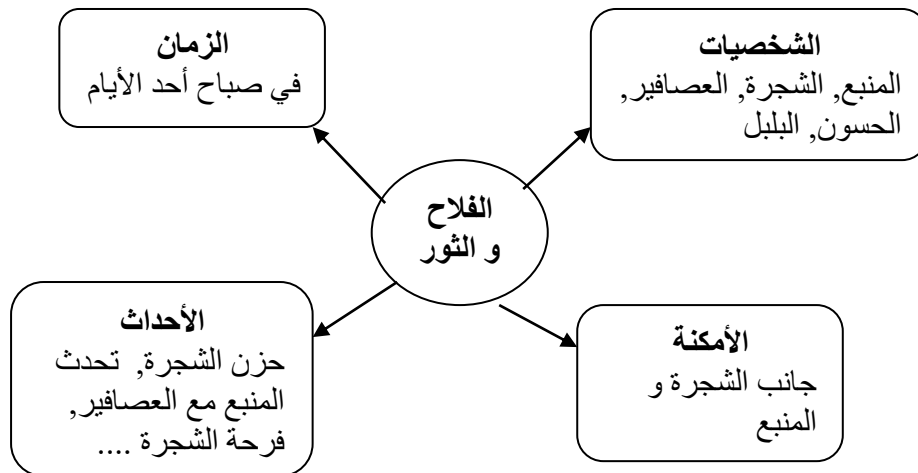 الشخصيات
المنبع, الشجرة, العصافير,
الحسون, البلبل
الزمان
في صباح أحد الأيام
الفلاح
و الثور
الأمكنة
جانب الشجرة و
المنبع
الأحداث
حزن الشجرة, تحدث
المنبع مع العصافير,
فرحة الشجرة ....